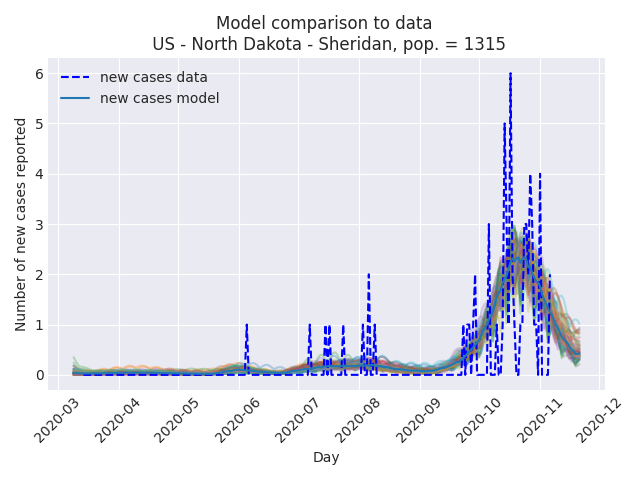 Model comparison to data
US - North Dakota - Sheridan, pop. = 1315
new cases data
new cases model
Number of new cases reported
6
5
4
3
2
1
0
2020-03
2020-04
2020-05
2020-06
2020-07
2020-08
2020-09
2020-10
2020-11
2020-12
Day